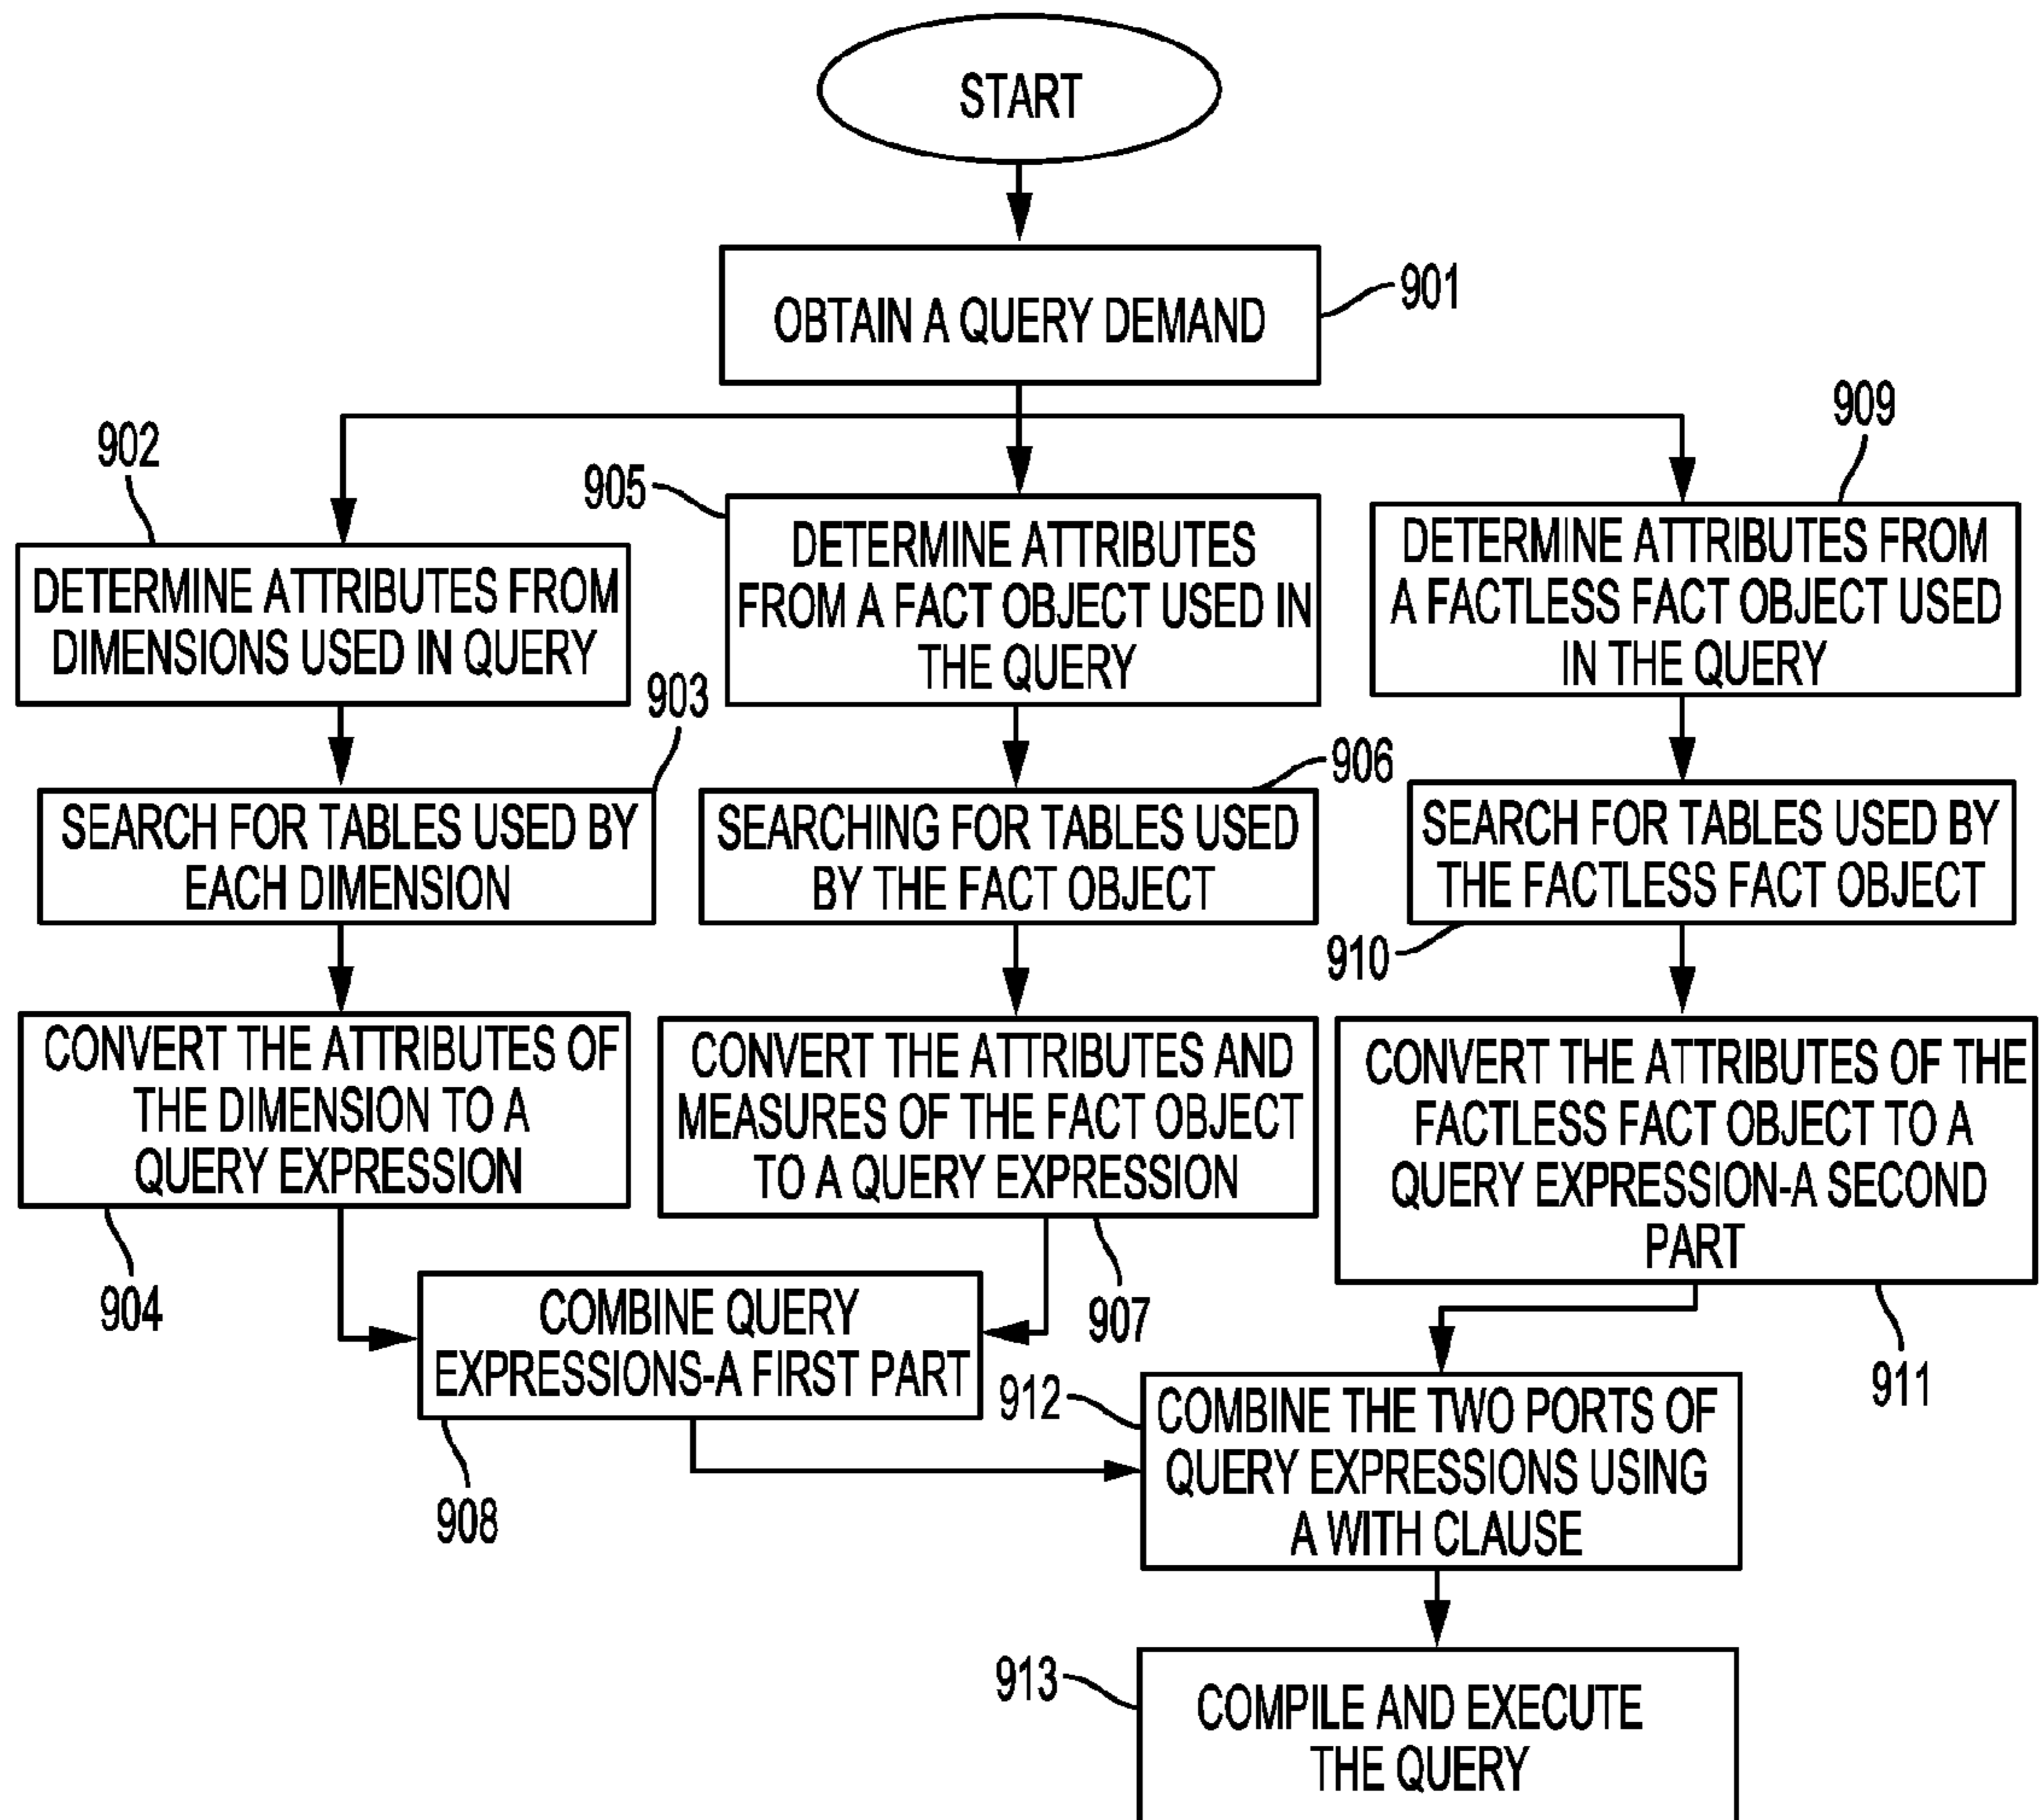 START
OBTAIN A QUERY DEMAND
901
902
DETERMINE ATTRIBUTES FROM
DIMENSIONS USED IN QUERY
905
DETERMINE ATTRIBUTES
FROM A FACT OBJECT USED IN
THE QUERY
909
DETERMINE ATTRIBUTES FROM
A FACTLESS FACT OBJECT USED
IN THE QUERY
903
SEARCH FOR TABLES USED BY
EACH DIMENSION
906
SEARCHING FOR TABLES USED
BY THE FACT OBJECT
SEARCH FOR TABLES USED BY
THE FACTLESS FACT OBJECT
910
CONVERT THE ATTRIBUTES OF
THE DIMENSION TO A
QUERY EXPRESSION
904
CONVERT THE ATTRIBUTES AND
MEASURES OF THE FACT OBJECT
TO A QUERY EXPRESSION
907
CONVERT THE ATTRIBUTES OF THE
FACTLESS FACT OBJECT TO A
QUERY EXPRESSION-A SECOND
PART
911
COMBINE QUERY
EXPRESSIONS-A FIRST PART
908
912
COMBINE THE TWO PORTS OF
QUERY EXPRESSIONS USING
A WITH CLAUSE
913
COMPILE AND EXECUTE
THE QUERY